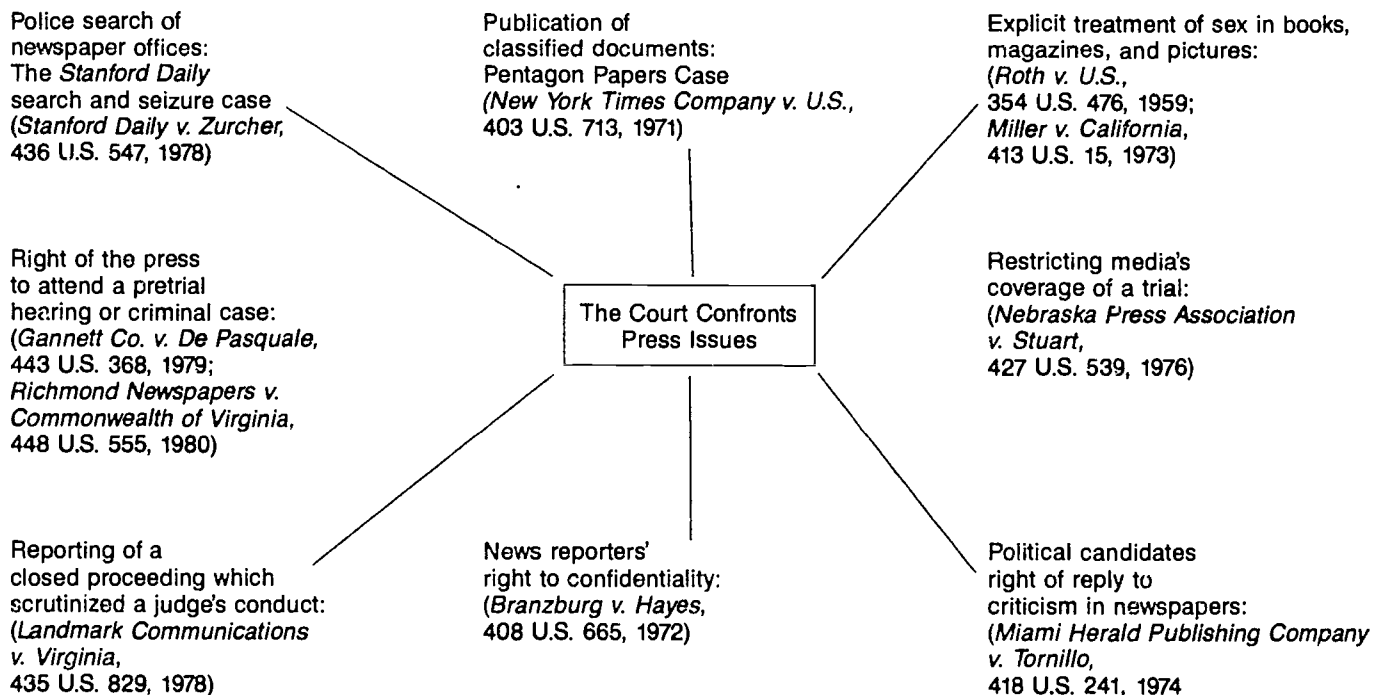 Police search of
newspaper offices:
The Stanford Daily
search and seizure case
(Stanford Daily v. Zurcher,
436 U.S. 547, 1978)
Publication of
classified documents:
Pentagon Papers Case
(New York Times Company v. U.S.,
403 U.S. 713, 1971)
Explicit treatment of sex in books,
magazines, and pictures:
(Roth v. U.S.,
354 U.S. 476, 1959;
Miller v. California,
413 U.S. 15, 1973)
Right of the press
to attend a pretrial
hearing or criminal case:
(Gannett Co. v. De Pasquale,
443 U.S. 368, 1979;
Richmond Newspapers v.
Commonwealth of Virginia,
448 U.S. 555, 1980)
The Court Confronts
Press Issues
Restricting media's
coverage of a trial:
(Nebraska Press Association
v. Stuart,
427 U.S. 539, 1976)
Reporting of a
closed proceeding which
scrutinized a judge's conduct:
(Landmark Communications
v. Virginia,
435 U.S. 829, 1978)
News reporters'
right to confidentiality:
(Branzburg v. Hayes,
408 U.S. 665, 1972)
Political candidates
right of reply to
criticism in newspapers:
(Miami Herald Publishing Company
v. Tornillo,
418 U.S. 241, 1974